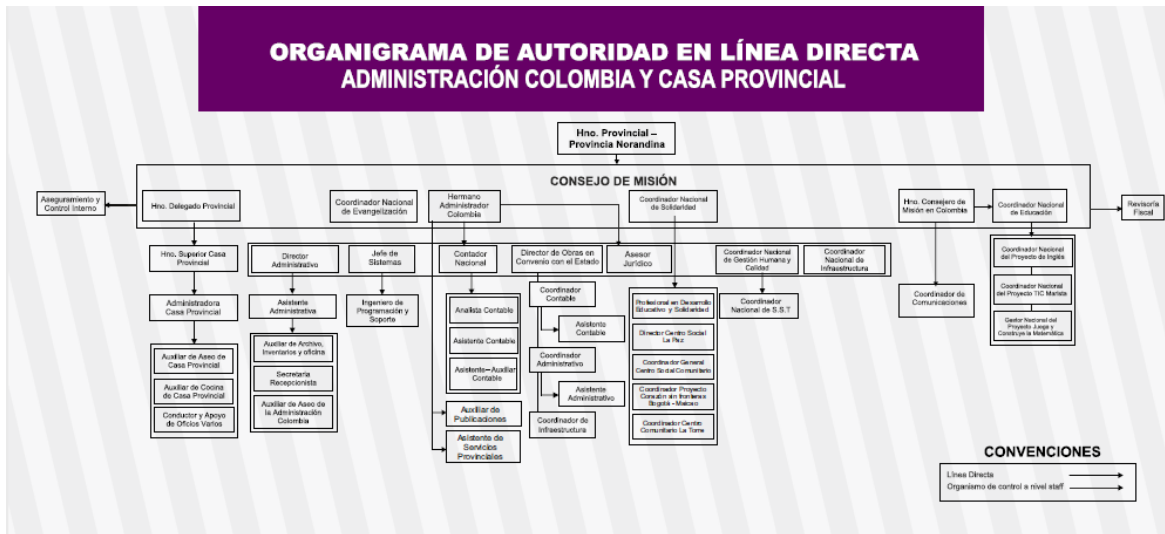 ORGANIGRAMA DE AUTORIDAD EN LÍNEA DIRECTA
ADMINISTRACIÓN COLOMBIA Y CASA PROVINCIAL
Hno. Provincial –
Provincia Norandina
CONSEJO DE MISIÓN
Aseguramiento y
Control Interno
Hno. Delegado Provincial
Coordinador Nacional
de Evangelización
Hermano
Administrador
Colombia
Coordinador Nacional
de Solidaridad
Hno. Consejero de
Misión en Colombia
Coordinador Nacional
de Educación
Revisoría
Fiscal
Hno. Superior Casa
Provincial
Director
Administrativo
Jefe de
Sistemas
Contador
Nacional
Director de Obras en
Convenio con el Estado
Asesor
Jurídico
Coordinador Nacional
de Gestión Humana y
Calidad
Coordinador
Nacional de
Infraestructura
Coordinador Nacional
del Proyecto de Inglés
Coordinador Nacional
del Proyecto TIC Marista
Gestor Nacional del
Proyecto Juega y
Construye la Matemática
Administradora
Casa Provincial
Asistente
Administrativa
Ingeniero de
Programación y
Soporte
Analista Contable
Asistente Contable
Asistente–Auxiliar
Contable
Coordinador
Contable
Asistente
Contable
Coordinador
Administrativo
Asistente
Administrativo
Coordinador de
Infraestructura
Profesional en Desarrollo
Educativo y Solidaridad
Director Centro Social
La Paz
Coordinador General
Centro Social Comunitario
Coordinador Proyecto
Corazón sin fronteras
Bogotá - Maicao
Coordinador Centro
Comunitario La Torre
Coordinador
Nacional de S.S.T
Coordinador de
Comunicaciones
Auxiliar de Aseo de
Casa Provincial
Auxiliar de Cocina
de Casa Provincial
Conductor y Apoyo
de Oficios Varios
Auxiliar de Archivo,
Inventarios y oficina
Secretaria
Recepcionista
Auxiliar de Aseo de
la Administración
Colombia
Auxiliar de
Publicaciones
Asistente de
Servicios
Provinciales
CONVENCIONES
Línea Directa
Organismo de control a nivel staff